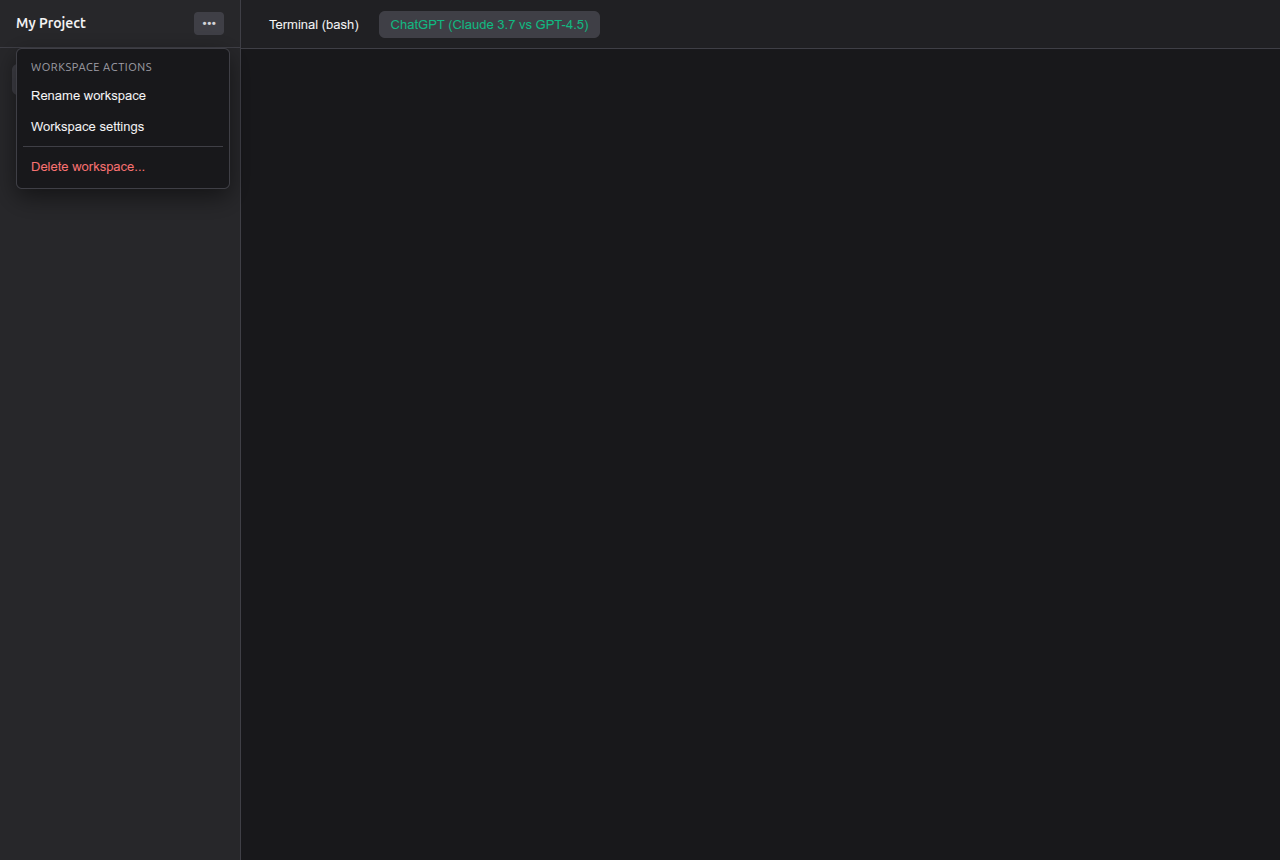 My Project
•••
Terminal (bash)
ChatGPT (Claude 3.7 vs GPT-4.5)
WORKSPACE ACTIONS
Rename workspace
Workspace settings
Delete workspace...